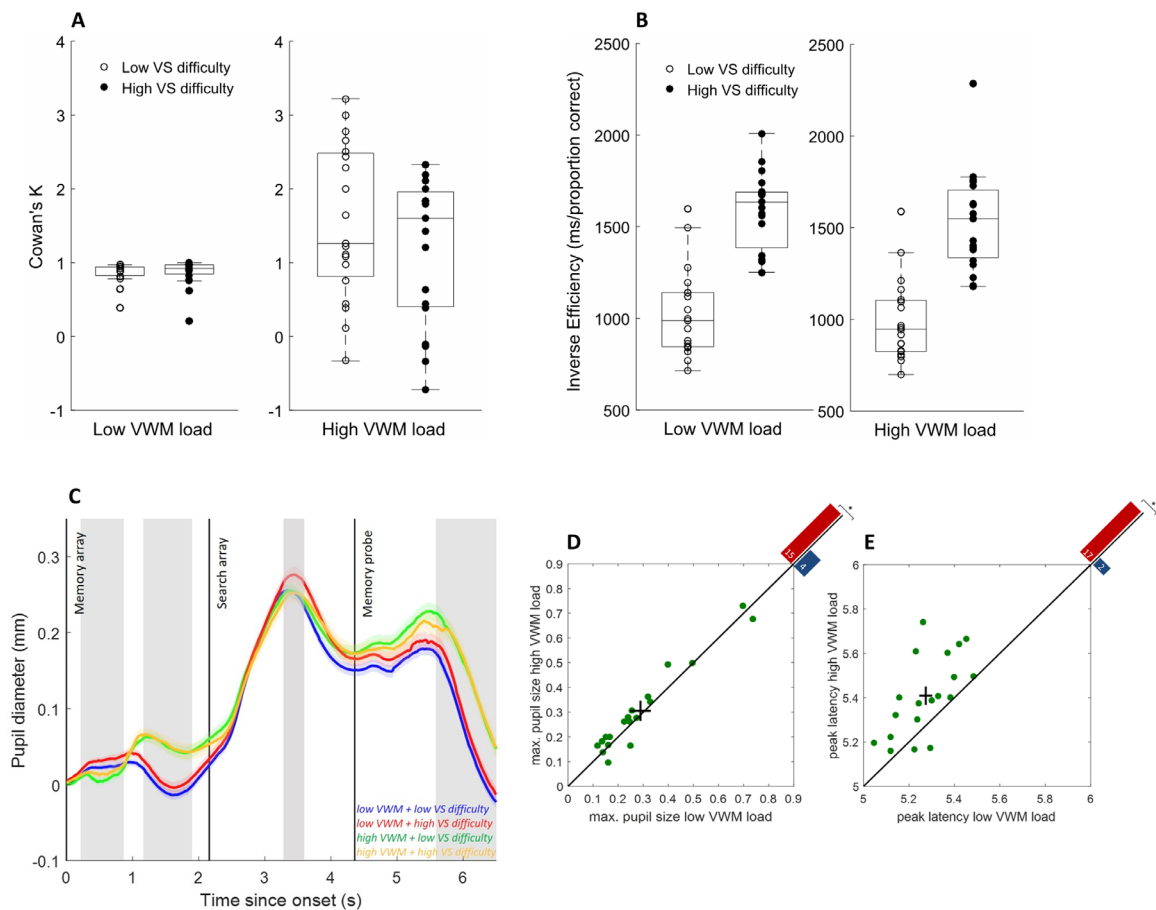 A
4
3
2
1
0
-1
Cowan's K
Low VS difficulty
High VS difficulty
Low VWM load
4
3
2
1
0
-1
High VWM load
B
2500
2000
1500
1000
500
Inverse Efficiency (ms/proportion correct)
Low VS difficulty
High VS difficulty
Low VWM load
2500
2000
1500
1000
500
High VWM load
C
0.3
0.2
0.1
0
-0.1
Pupil diameter (mm)
Memory array
Search array
Memory probe
low VWM + low VS difficulty
low VWM + high VS difficulty
high VWM + low VS difficulty
high VWM + high VS difficulty
0 1 2 3 4 5 6
Time since onset (s)
D
15
4
*
0.9
0.8
0.7
0.6
0.5
0.4
0.3
0.2
0.1
0
max. pupil size high VWM load
0 0.1 0.2 0.3 0.4 0.5 0.6 0.7 0.8 0.9
max. pupil size low VWM load
E
17
2
*
6
5.8
5.6
5.4
5.2
5
peak latency high VWM load
5 5.2 5.4 5.6 5.8 6
peak latency low VWM load